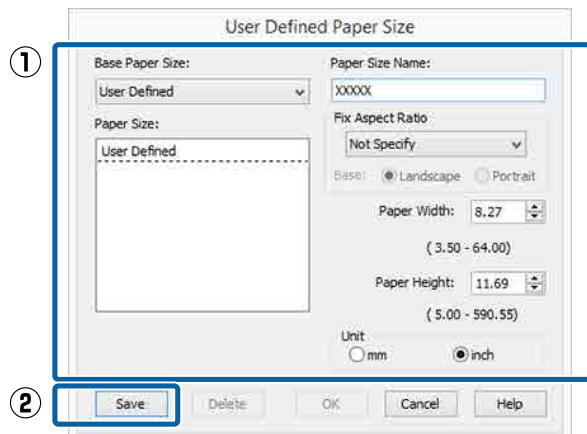 User Defined Paper Size
①
Base Paper Size:
User Defined
Paper Size:
User Defined
Paper Size Name:
XXXXX
Fix Aspect Ratio
Not Specify
Base: Landscape Portrait
Paper Width: 8.27
( 3.50 - 64.00)
Paper Height: 11.69
( 5.00 - 590.55)
Unit
mm inch
②
Save Delete OK Cancel Help